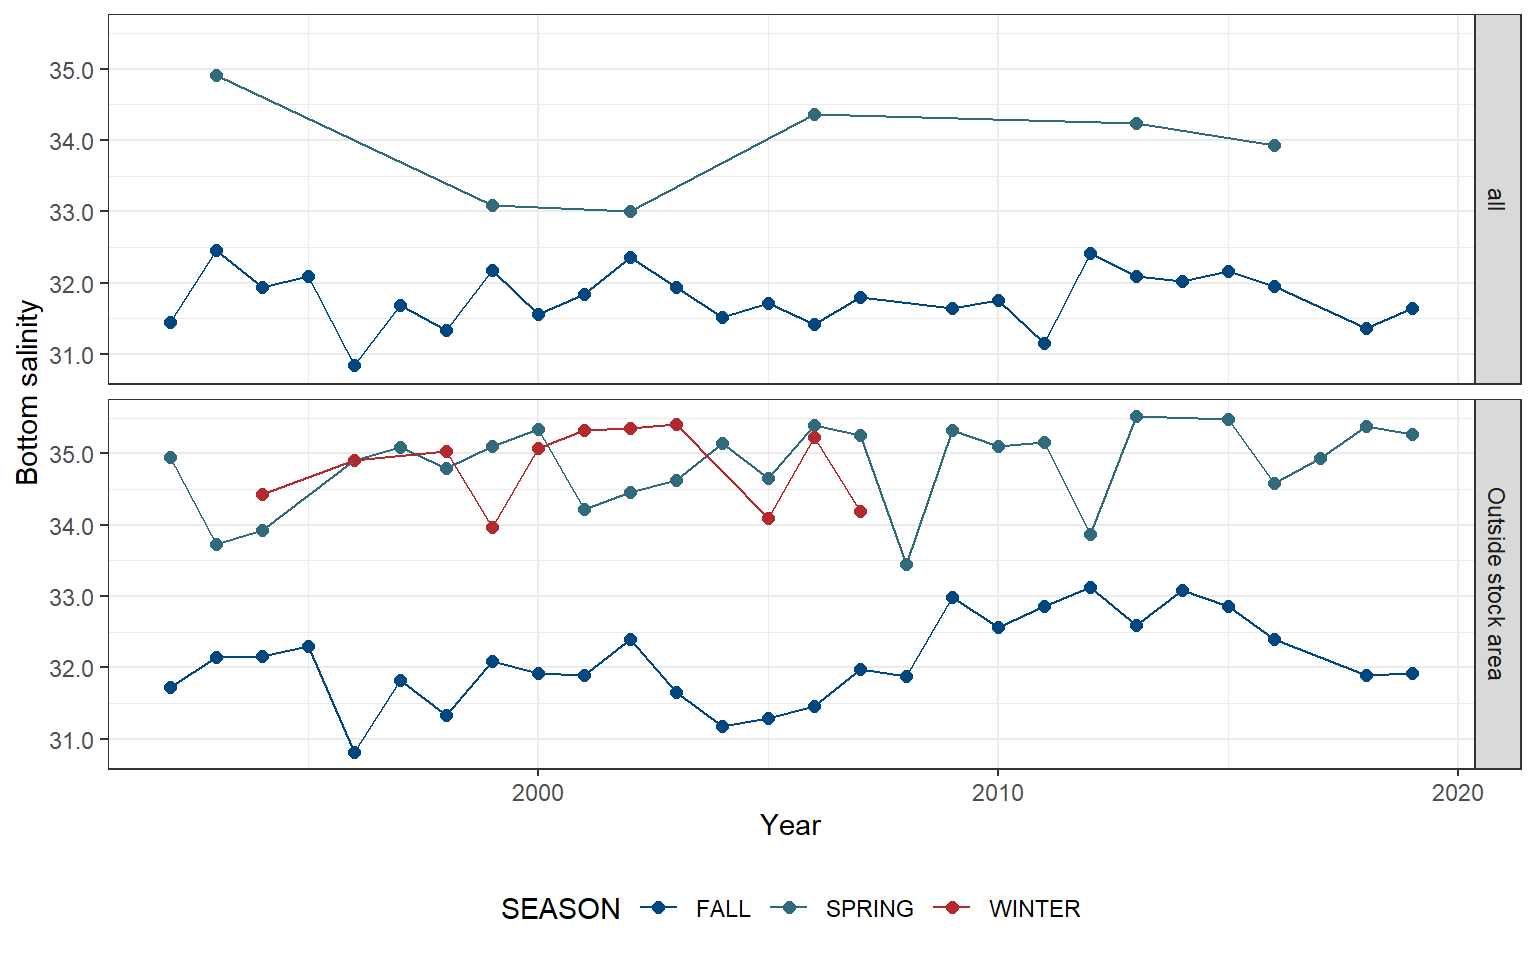 35.0
34.0
33.0
32.0
31.0
all
Bottom salinity
35.0
34.0
33.0
32.0
31.0
Outside stock area
2000 2010 2020
Year
SEASON FALL SPRING WINTER